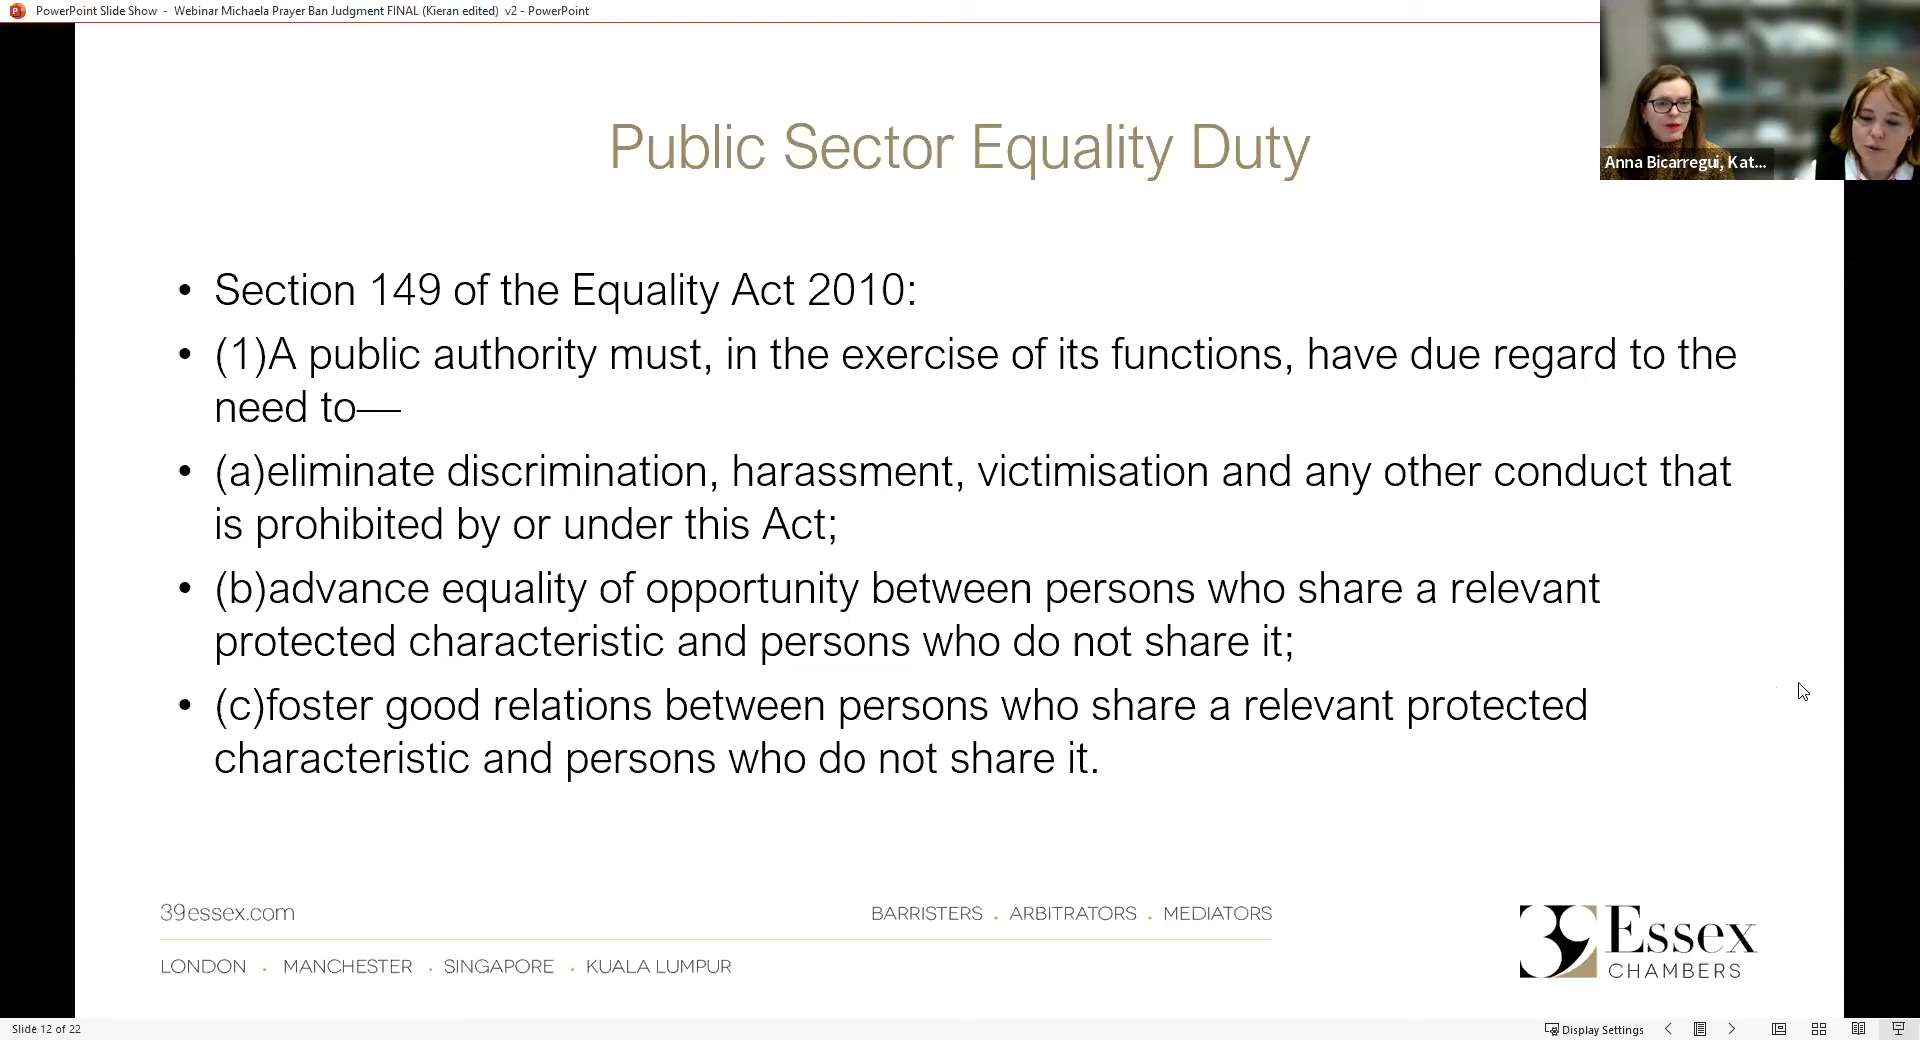 PowerPoint Slide Show - Webinar Michaela Prayer Ban Judgment FINAL (Kieran edited) v2 - PowerPoint
Anna Bicarregui, Kat...
Public Sector Equality Duty
• Section 149 of the Equality Act 2010:
• (1)A public authority must, in the exercise of its functions, have due regard to the
need to—
• (a)eliminate discrimination, harassment, victimisation and any other conduct that
is prohibited by or under this Act;
• (b)advance equality of opportunity between persons who share a relevant
protected characteristic and persons who do not share it;
• (c)foster good relations between persons who share a relevant protected
characteristic and persons who do not share it.
39essex.com
BARRISTERS . ARBITRATORS . MEDIATORS
LONDON . MANCHESTER . SINGAPORE . KUALA LUMPUR
39 ESSEX
CHAMBERS
Slide 12 of 22
Display Settings